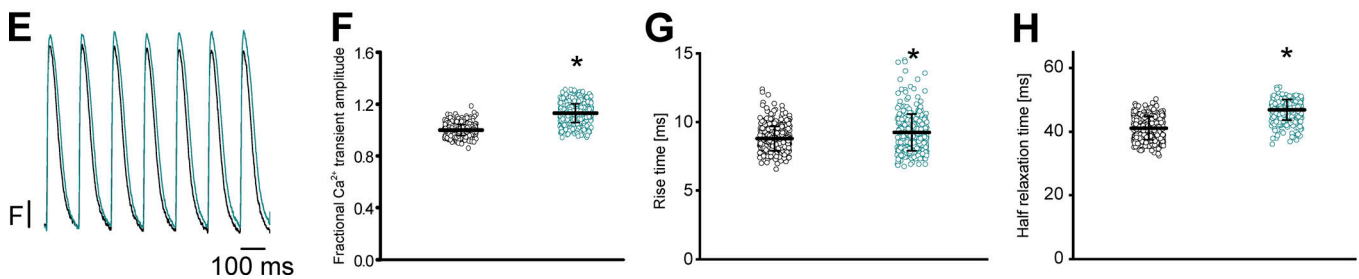 E
F
100 ms
F
Fractional Ca²⁺ transient amplitude
1.6
1.2
0.8
0.4
0.0
*
G
Rise time [ms]
15
10
5
0
*
H
Half relaxation time [ms]
60
40
20
0
*